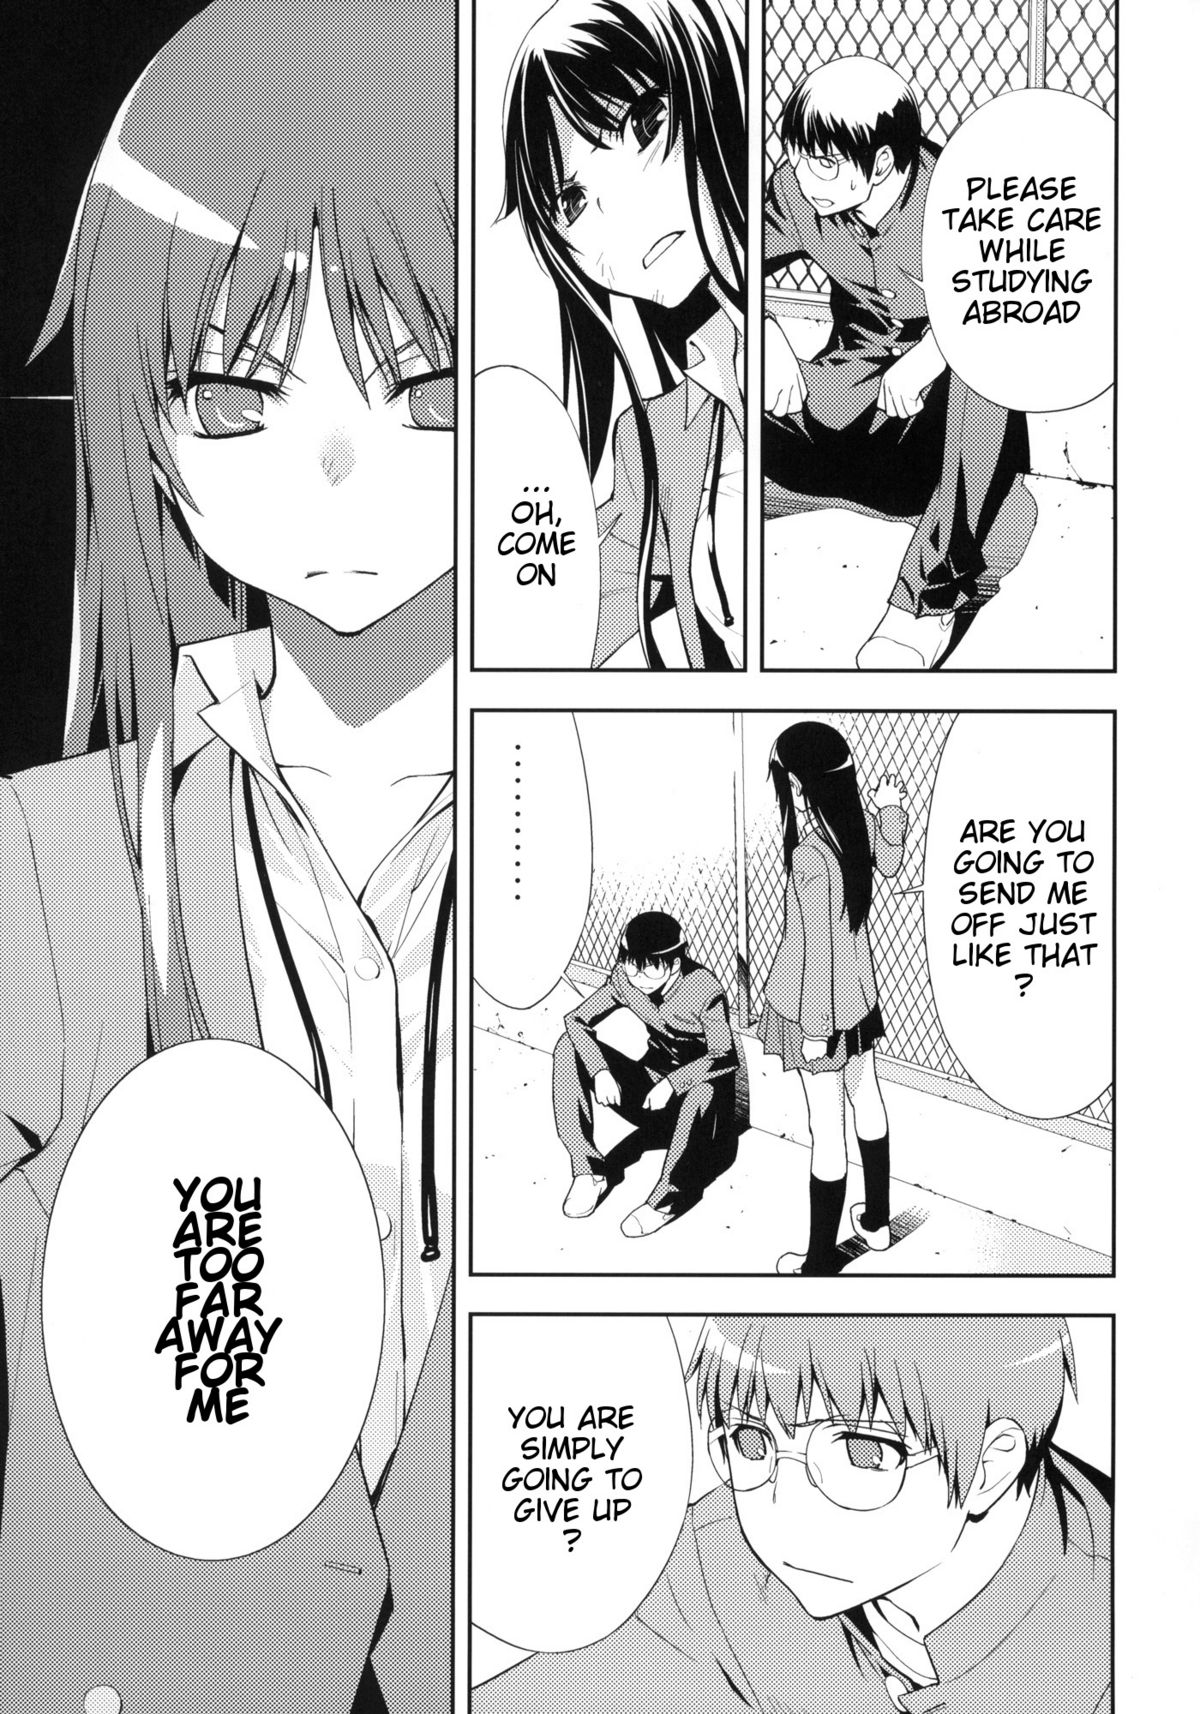 PLEASE
TAKE CARE
WHILE
STUDYING
ABROAD
...
OH,
COME
ON
ARE YOU
GOING TO
SEND ME
OFF JUST
LIKE THAT
?
.........
YOU ARE
SIMPLY
GOING TO
GIVE UP
?
YOU
ARE
TOO
FAR
AWAY
FOR
ME